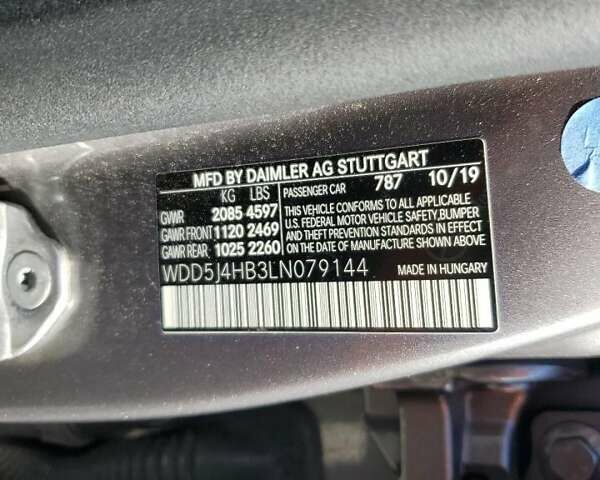 MFD BY DAIMLER AG STUTTGART
KG LBS PASSENGER CAR 787 10/19
GVWR 2085 4597
GAWR FRONT 1120 2469
GAWR REAR 1025 2260
THIS VEHICLE CONFORMS TO ALL APPLICABLE
U.S. FEDERAL MOTOR VEHICLE SAFETY, BUMPER
AND THEFT PREVENTION STANDARDS IN EFFECT
ON THE DATE OF MANUFACTURE SHOWN ABOVE.
WDD5J4HB3LN079144 MADE IN HUNGARY